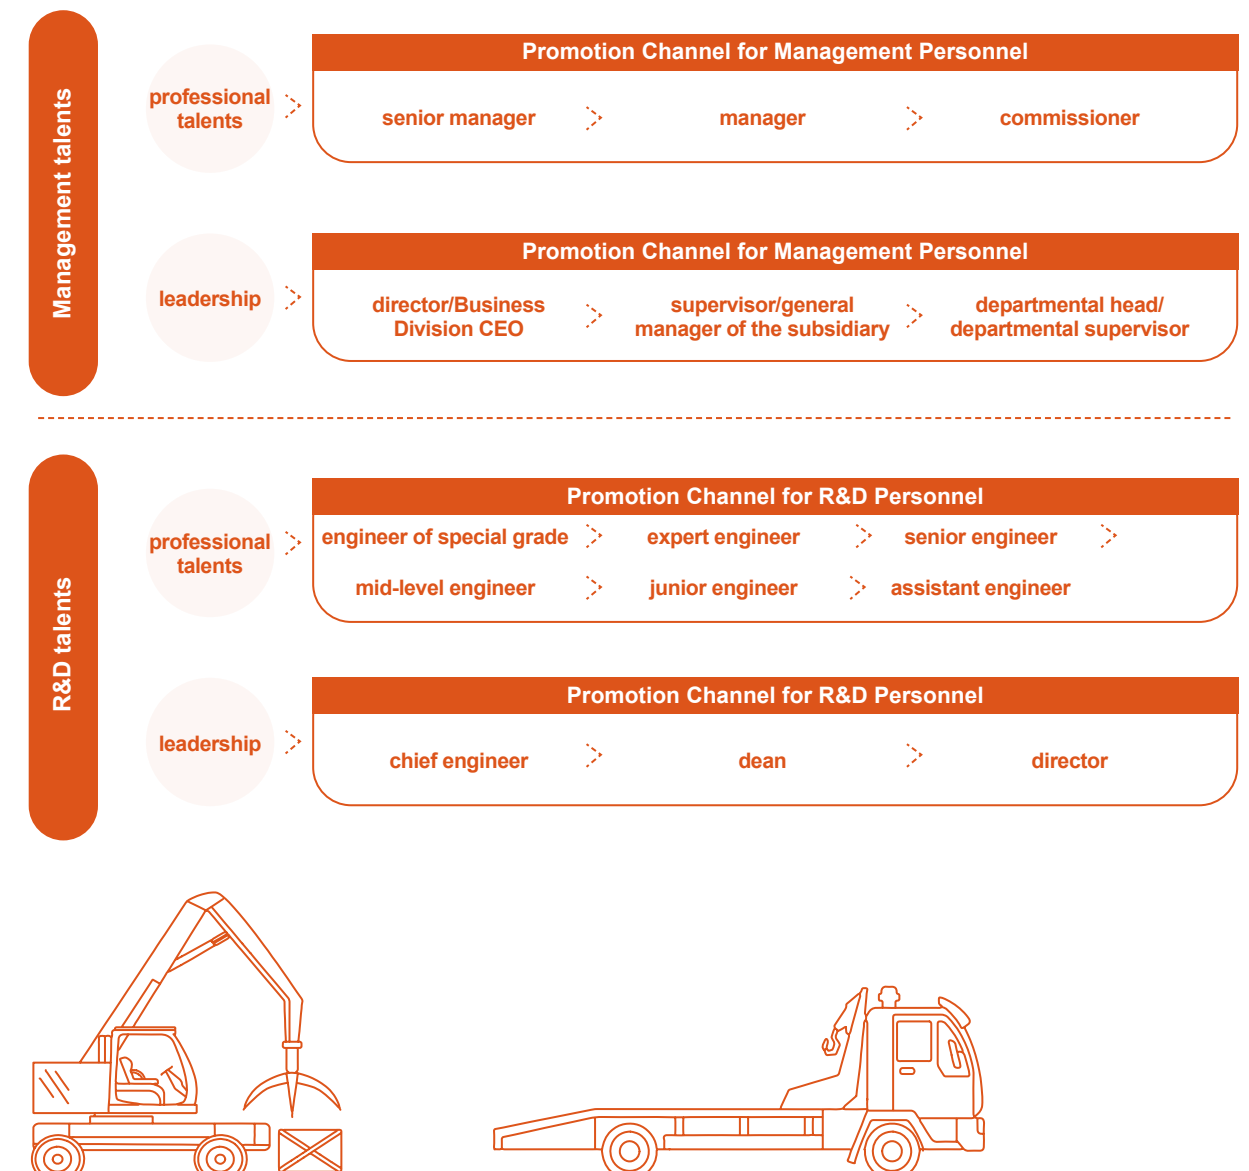 Management talents
professional
talents
Promotion Channel for Management Personnel
senior manager
manager
commissioner
leadership
Promotion Channel for Management Personnel
director/Business
Division CEO
supervisor/general
manager of the subsidiary
departmental head/
departmental supervisor
R&D talents
professional
talents
Promotion Channel for R&D Personnel
engineer of special grade
expert engineer
senior engineer
mid-level engineer
junior engineer
assistant engineer
leadership
Promotion Channel for R&D Personnel
chief engineer
dean
director